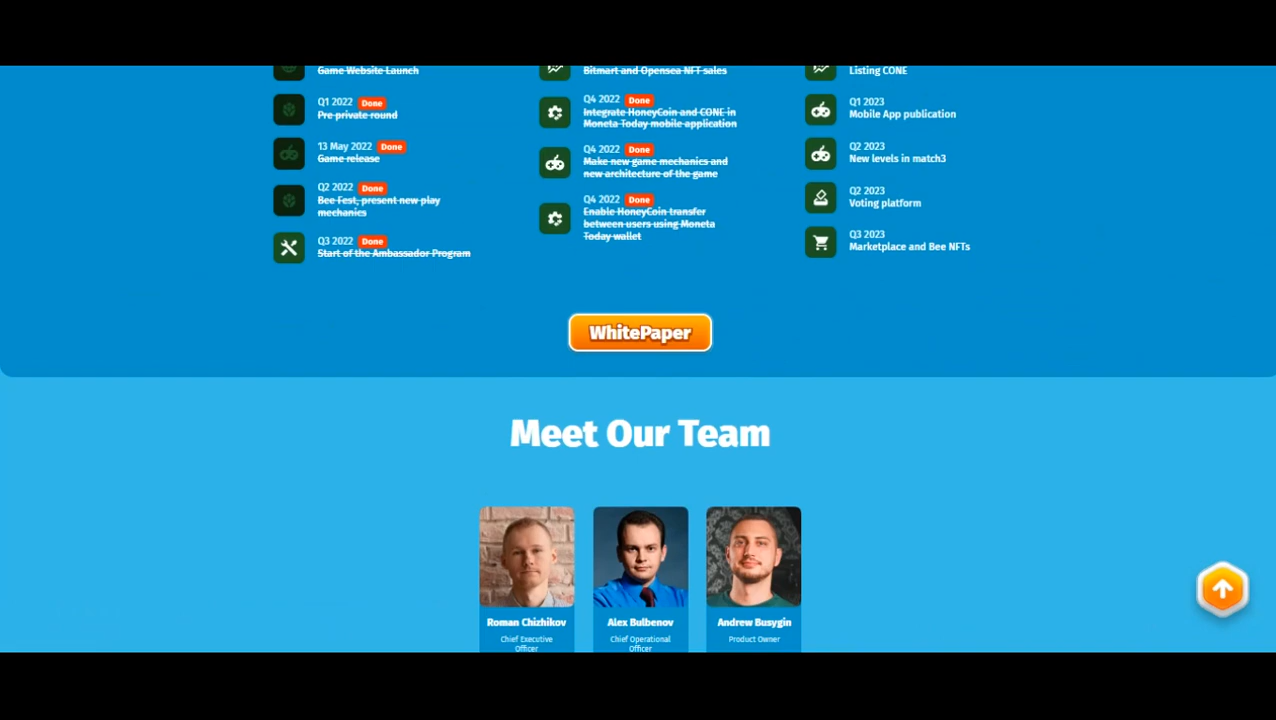 Game Website Launch
Q1 2022 Done
Pre private round
13 May 2022 Done
Game release
Q2 2022 Done
Bee Fest, present new play
mechanics
Q3 2022 Done
Start of the Ambassador Program
Bitmart and Opensea NFT sales
Q4 2022 Done
Integrate HoneyCoin and CONE in
Moneta Today mobile application
Q4 2022 Done
Make new game mechanics and
new architecture of the game
Q4 2022 Done
Enable HoneyCoin transfer
between users using Moneta
Today wallet
Listing CONE
Q1 2023
Mobile App publication
Q2 2023
New levels in match3
Q2 2023
Voting platform
Q3 2023
Marketplace and Bee NFTs
WhitePaper
Meet Our Team
Roman Chizhikov
Chief Executive
Officer
Alex Bulbenov
Chief Operational
Officer
Andrew Busygin
Product Owner